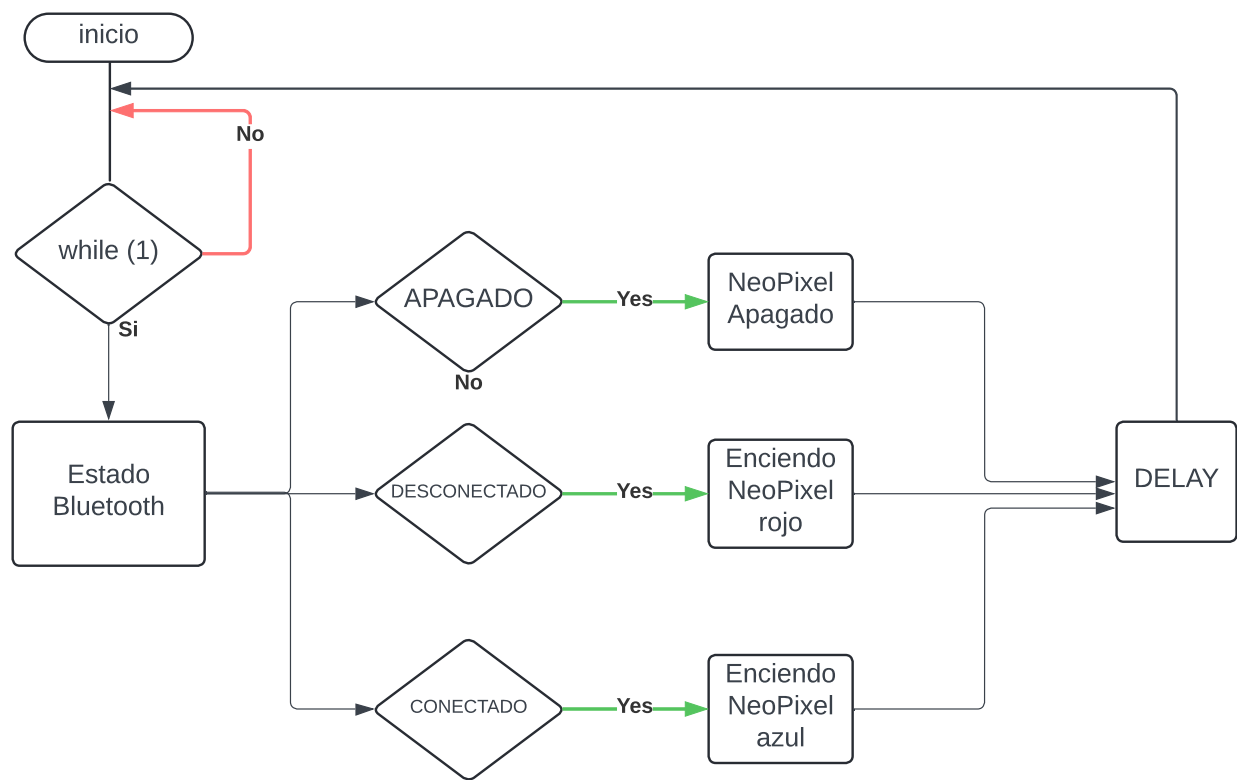 inicio
No
while (1)
Si
Estado
Bluetooth
APAGADO
No
Yes
NeoPixel
Apagado
DESCONECTADO
Yes
Enciendo
NeoPixel
rojo
CONECTADO
Yes
Enciendo
NeoPixel
azul
DELAY